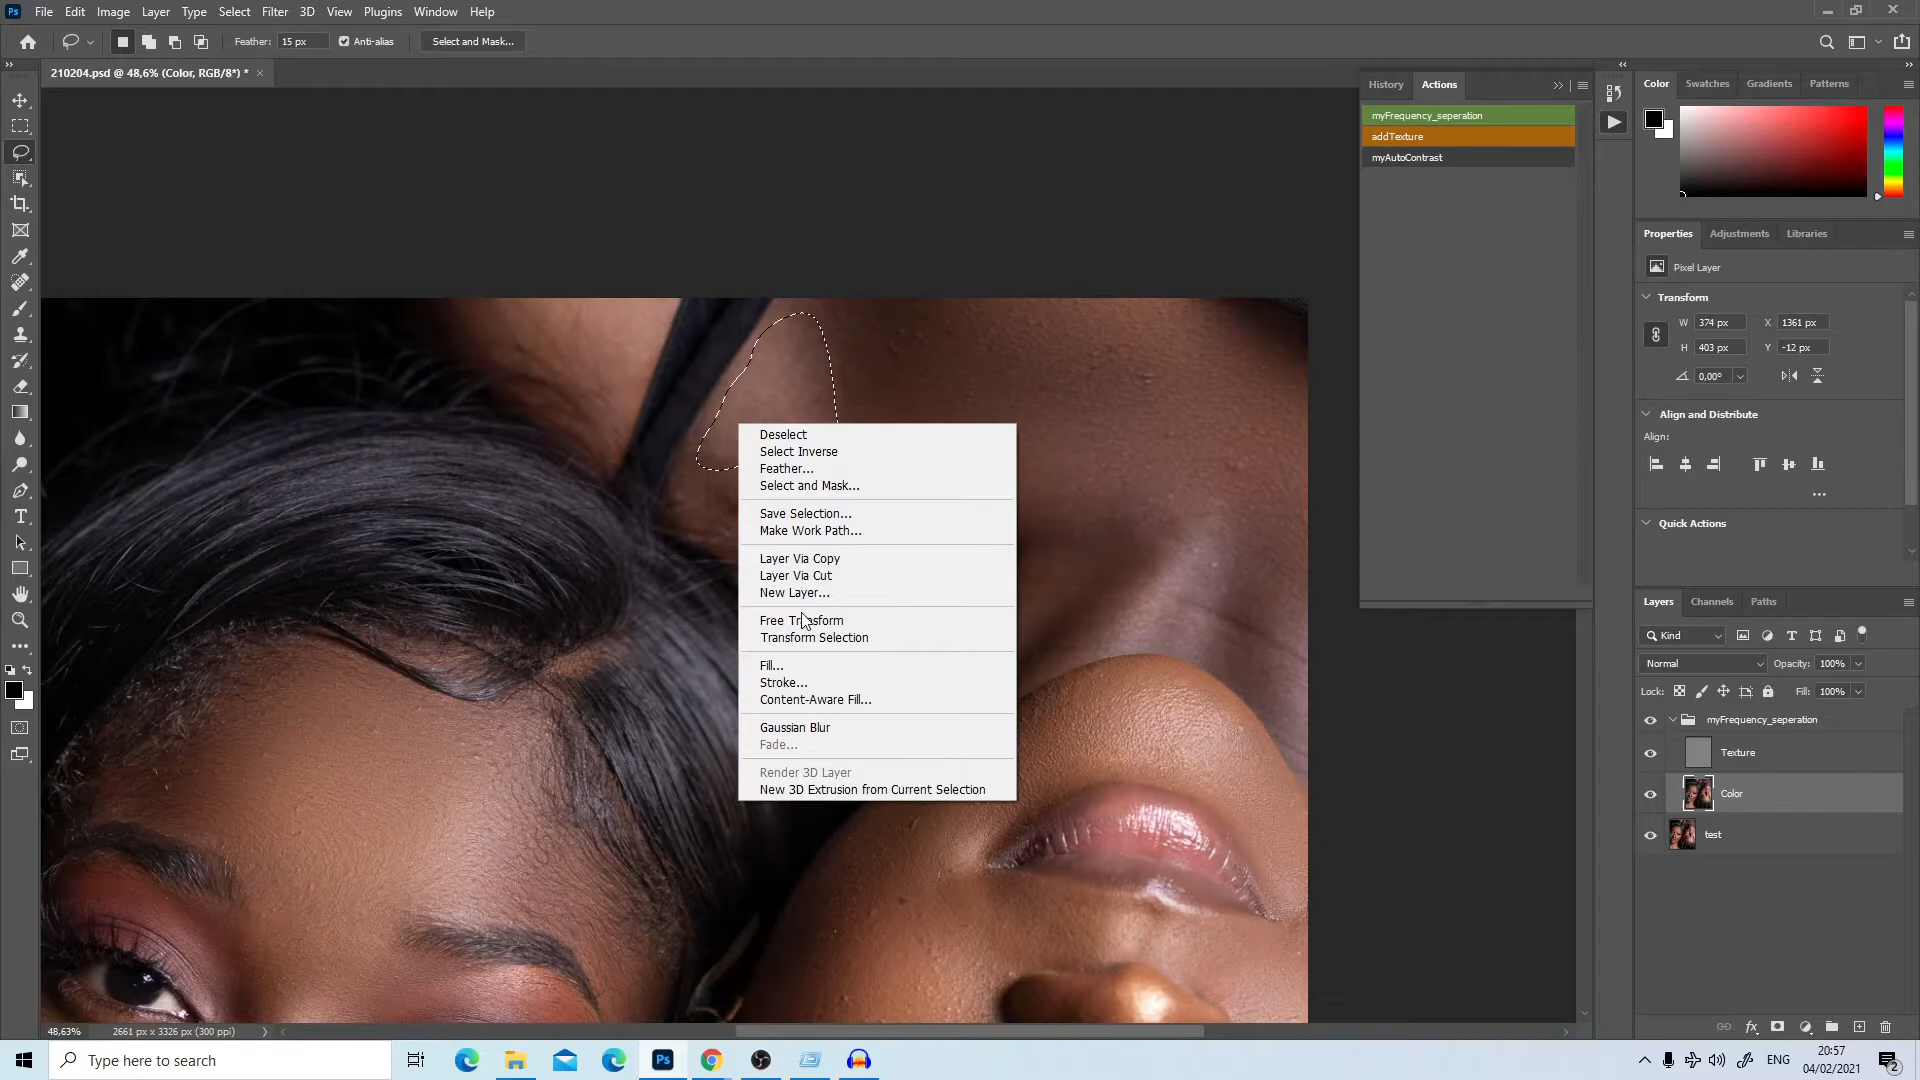 Ps File Edit Image Layer Type Select Filter 3D View Plugins Window Help
Feather: 15 px Anti-alias Select and Mask...
210204.psd @ 48,6% (Color, RGB/8*) * ×
History Actions
myFrequency_seperation
addTexture
myAutoContrast
Color Swatches Gradients Patterns
Properties Adjustments Libraries
Pixel Layer
Transform
W 374 px X 1361 px
H 403 px Y -12 px
0,00°
Align and Distribute
Align:
...
Quick Actions
Deselect
Select Inverse
Feather...
Select and Mask...
Save Selection...
Make Work Path...
Layer Via Copy
Layer Via Cut
New Layer...
Free Transform
Transform Selection
Fill...
Stroke...
Content-Aware Fill...
Gaussian Blur
Fade...
Render 3D Layer
New 3D Extrusion from Current Selection
Layers Channels Paths
Kind
Normal Opacity: 100%
Lock: Fill: 100%
myFrequency_seperation
Texture
Color
test
fx
48,63% 2661 px x 3326 px (300 ppi)
Type here to search
Ps
ENG
20:57
04/02/2021
2